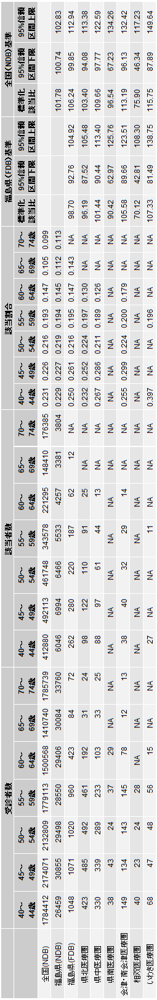 受診者数 該当者数 該当割合 福島県(FDB)基準 全国(NDB)基準
40～ 45～ 50～ 55～ 60～ 65～ 70～ 40～ 45～ 50～ 55～ 60～ 65～ 70～ 40～ 45～ 50～ 55～ 60～ 65～ 70～ 標準化 95%信頼 95%信頼 標準化 95%信頼 95%信頼
44歳 49歳 54歳 59歳 64歳 69歳 74歳 44歳 49歳 54歳 59歳 64歳 69歳 74歳 44歳 49歳 54歳 59歳 64歳 69歳 74歳 該当比 区間下限 区間上限 該当比 区間下限 区間上限
全国(NDB) 1784412 2174071 2132809 1779113 1500568 1410740 1785739 412880 492113 461748 343578 221295 148410 176385 0.231 0.226 0.216 0.193 0.147 0.105 0.099
福島県(NDB) 26459 30855 29498 28550 29406 30084 33760 6046 6994 6466 5533 4257 3381 3804 0.229 0.227 0.219 0.194 0.145 0.112 0.113 101.78 100.74 102.83
福島県(FDB) 1048 1071 1020 960 423 84 72 262 280 220 187 62 12 NA 0.250 0.261 0.216 0.195 0.147 0.143 NA 98.70 92.76 104.92 106.24 99.85 112.94
県北医療圏 423 485 492 461 192 31 24 98 122 110 91 25 NA NA 0.232 0.252 0.224 0.197 0.130 NA NA 96.19 87.52 105.48 103.40 94.08 113.38
県中医療圏 330 339 289 233 103 33 25 88 97 61 44 13 NA NA 0.267 0.286 0.211 0.189 0.126 NA NA 101.44 90.44 113.40 109.66 97.77 122.59
県南医療圏 38 43 24 37 29 NA NA NA NA NA NA NA NA NA NA NA NA NA NA NA NA 90.42 62.97 125.76 96.54 67.23 134.26
会津・南会津医療圏 149 134 143 145 78 12 13 38 40 32 29 14 NA NA 0.255 0.299 0.224 0.200 0.179 NA NA 105.58 89.66 123.51 113.19 96.13 132.42
相双医療圏 40 23 24 28 NA NA NA NA NA NA NA NA NA NA NA NA NA NA NA NA NA 70.12 42.81 108.30 75.90 46.34 117.23
いわき医療圏 68 47 48 56 15 NA NA 27 NA NA 11 NA NA NA 0.397 NA NA 0.196 NA NA NA 107.33 81.49 138.75 115.75 87.89 149.64